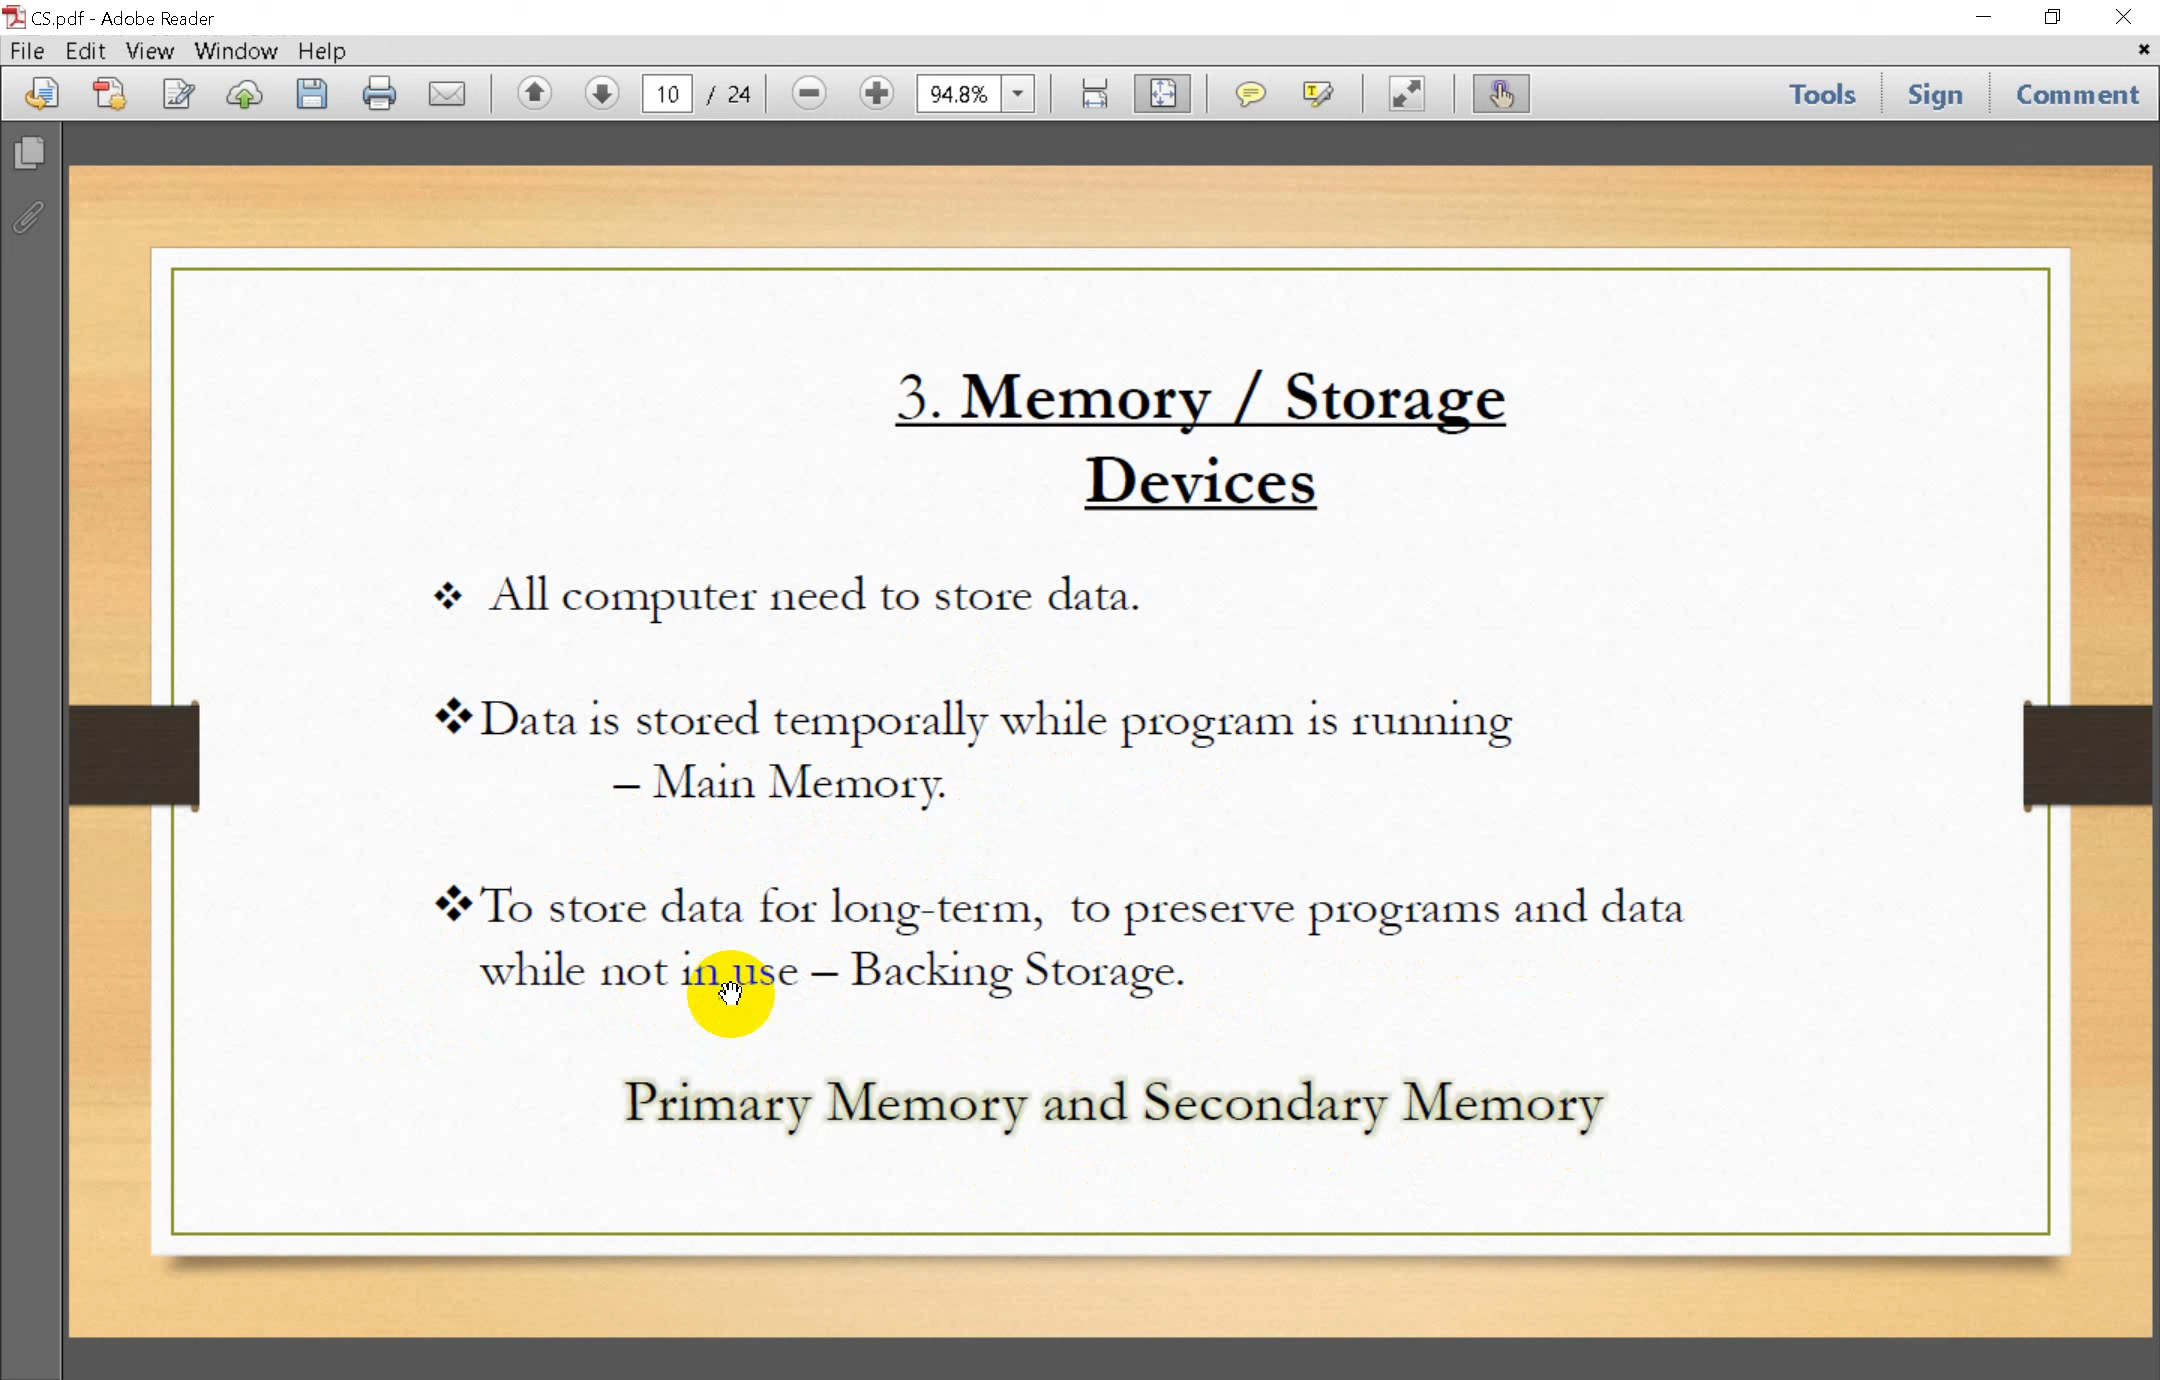 CS.pdf - Adobe Reader
File Edit View Window Help
10 / 24 94.8% Tools Sign Comment
3. Memory / Storage
Devices
❖ All computer need to store data.
❖Data is stored temporally while program is running
– Main Memory.
❖To store data for long-term, to preserve programs and data
while not in use – Backing Storage.
Primary Memory and Secondary Memory